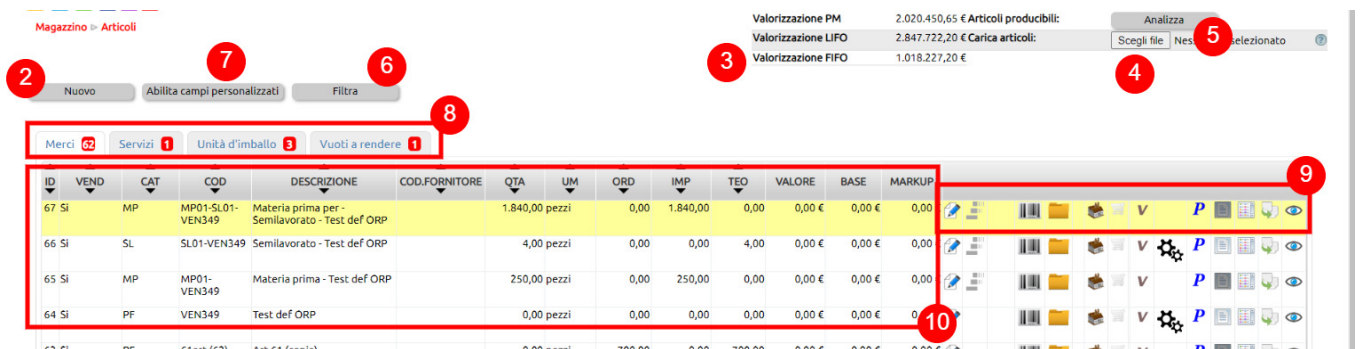 Magazzino ▷ Articoli
Valorizzazione PM 2.020.450,65 € Articoli producibili: Analizza
Valorizzazione LIFO 2.847.722,20 € Carica articoli: Scegli file selezionato
Valorizzazione FIFO 1.018.227,20 €
2 3 4 5 6 7
Nuovo Abilita campi personalizzati Filtra
8
Merci 62 Servizi 1 Unità d'imballo 3 Vuoti a rendere 1
9
ID VEND CAT COD DESCRIZIONE COD.FORNITORE QTA UM ORD IMP TEO VALORE BASE MARKUP
67 Si MP MP01-SL01- Materia prima per - 1.840,00 pezzi 0,00 1.840,00 0,00 0,00 € 0,00 € 0,00 € V P
VEN349 Semilavorato - Test def ORP
66 Si SL SL01-VEN349 Semilavorato - Test def ORP 4,00 pezzi 0,00 0,00 4,00 0,00 € 0,00 € 0,00 € V P
65 Si MP MP01- Materia prima - Test def ORP 250,00 pezzi 0,00 250,00 0,00 0,00 € 0,00 € 0,00 € V P
VEN349
64 Si PF VEN349 Test def ORP 0,00 pezzi 0,00 0,00 0,00 0,00 € 0,00 € 0,00 V P
10